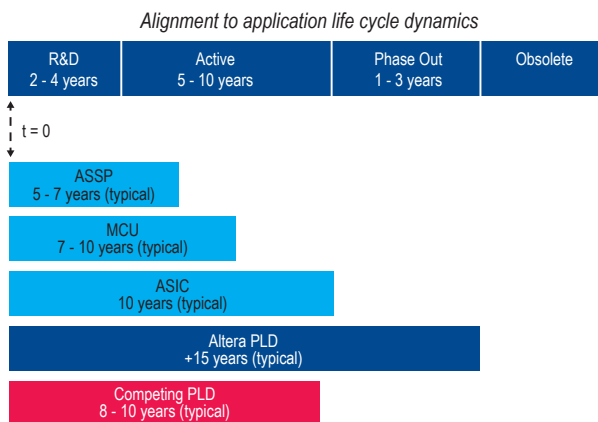 Alignment to application life cycle dynamics
R&D
2 - 4 years
Active
5 - 10 years
Phase Out
1 - 3 years
Obsolete
t = 0
ASSP
5 - 7 years (typical)
MCU
7 - 10 years (typical)
ASIC
10 years (typical)
Altera PLD
+15 years (typical)
Competing PLD
8 - 10 years (typical)